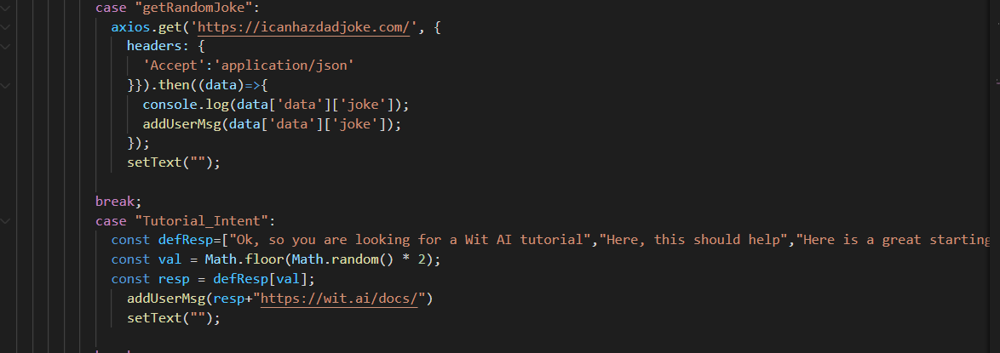 case "getRandomJoke":
axios.get('https://icanhazdadjoke.com/', {
headers: {
'Accept':'application/json'
}}).then((data)=>{
console.log(data['data']['joke']);
addUserMsg(data['data']['joke']);
});
setText("");
break;
case "Tutorial_Intent":
const defResp=["Ok, so you are looking for a Wit AI tutorial","Here, this should help","Here is a great starting
const val = Math.floor(Math.random() * 2);
const resp = defResp[val];
addUserMsg(resp+"https://wit.ai/docs/")
setText("");